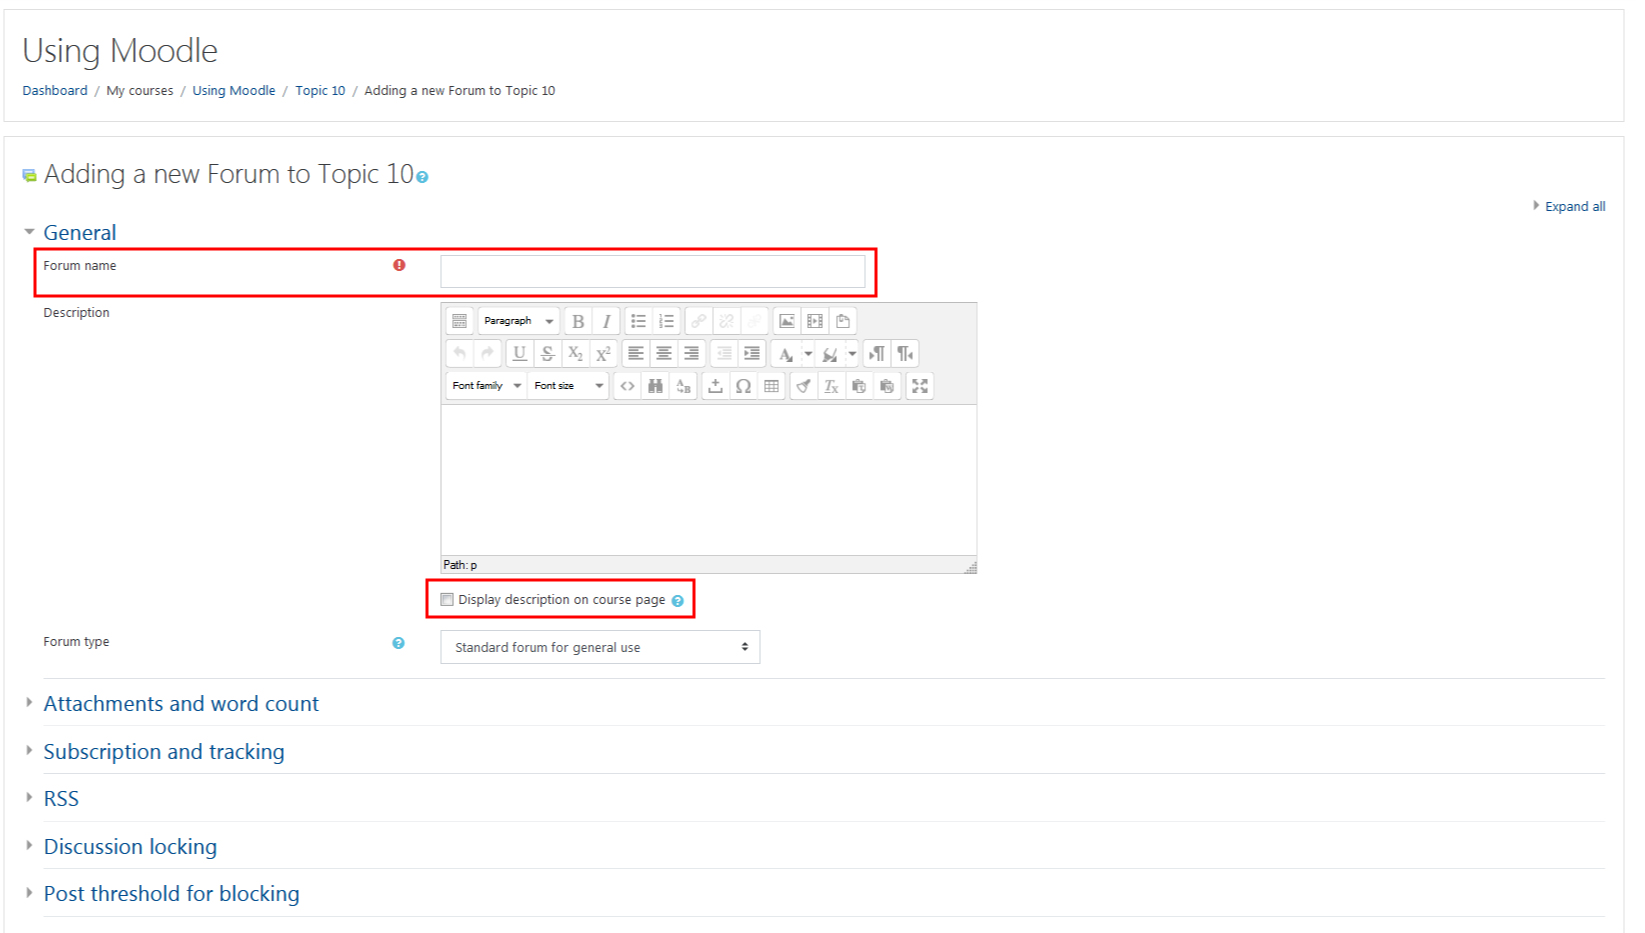 Using Moodle
Dashboard / My courses / Using Moodle / Topic 10 / Adding a new Forum to Topic 10
Adding a new Forum to Topic 10
Expand all
General
Forum name
Description
Paragraph
B I
U S X2 X2
Font family Font size
Path: p
Display description on course page
Forum type
Standard forum for general use
Attachments and word count
Subscription and tracking
RSS
Discussion locking
Post threshold for blocking